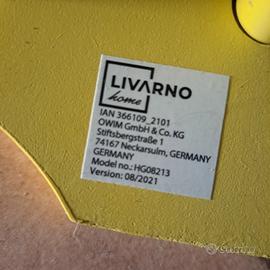 LIVARNO
home
IAN 366109_2101
OWIM GmbH & Co. KG
Stiftsbergstraße 1
74167 Neckarsulm, GERMANY
GERMANY
Model no.: HG08213
Version: 08/2021